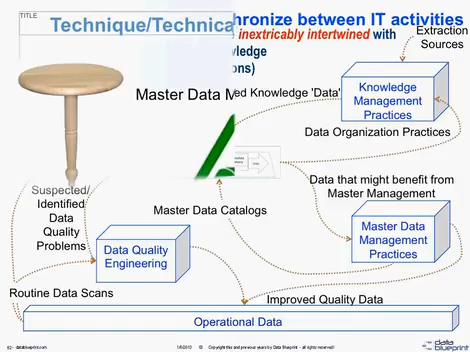 TITLE
Technique/Technica
hronize between IT activities
inextricably intertwined with
ledge
ons)
Extraction
Sources
Master Data M
ed Knowledge 'Data'
Knowledge
Management
Practices
Data Organization Practices
Suspected/
Identified
Data
Quality
Problems
Master Data Catalogs
Data that might benefit from
Master Management
Data Quality
Engineering
Master Data
Management
Practices
Routine Data Scans
Improved Quality Data
Operational Data
datablueprint.com
Copyright this and previous years by Data Blueprint - all rights reserved!
data
blueprint